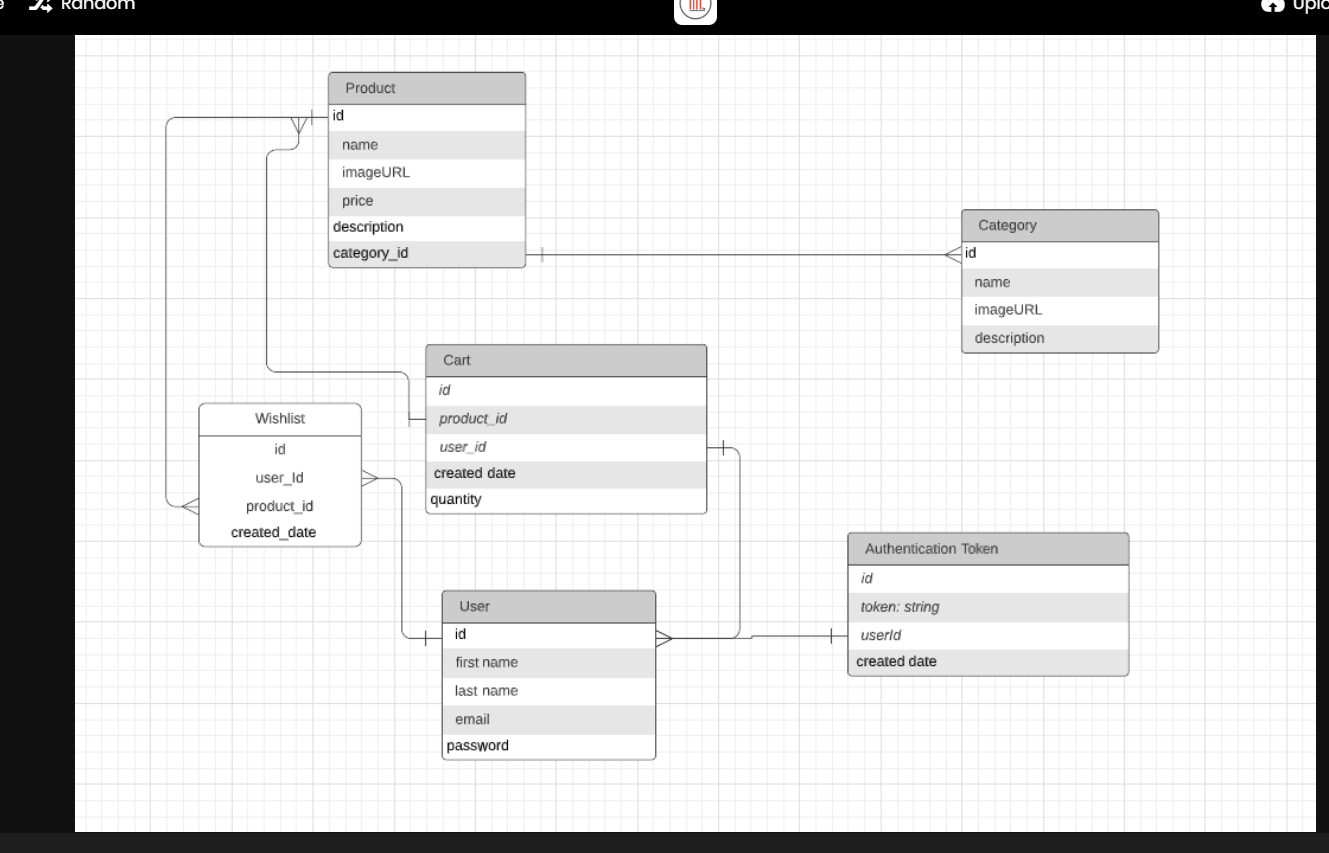 Random
Product
id
name
imageURL
price
description
category_id
Category
id
name
imageURL
description
Cart
id
product_id
user_id
created date
quantity
Wishlist
id
user_Id
product_id
created_date
User
id
first name
last name
email
password
Authentication Token
id
token: string
userId
created date